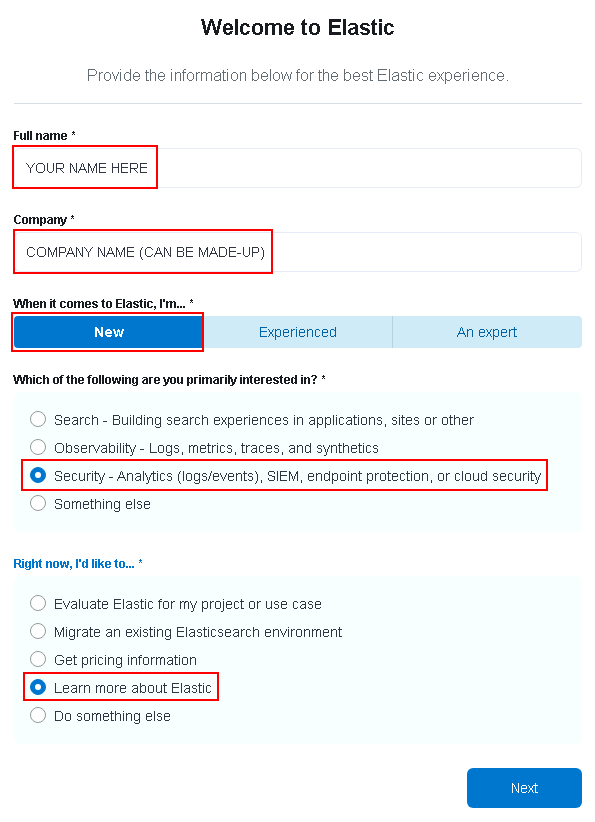 Welcome to Elastic
Provide the information below for the best Elastic experience.
Full name *
YOUR NAME HERE
Company *
COMPANY NAME (CAN BE MADE-UP)
When it comes to Elastic, I'm... *
New Experienced An expert
Which of the following are you primarily interested in? *
Search - Building search experiences in applications, sites or other
Observability - Logs, metrics, traces, and synthetics
Security - Analytics (logs/events), SIEM, endpoint protection, or cloud security
Something else
Right now, I'd like to... *
Evaluate Elastic for my project or use case
Migrate an existing Elasticsearch environment
Get pricing information
Learn more about Elastic
Do something else
Next